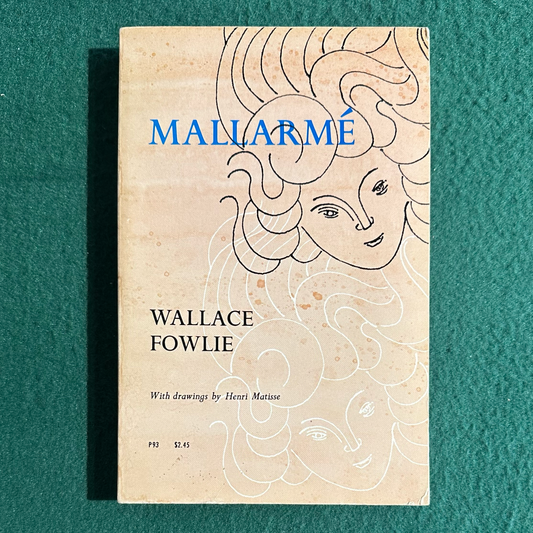 MALLARMÉ
WALLACE
FOWLIE
With drawings by Henri Matisse
P93 $2.45